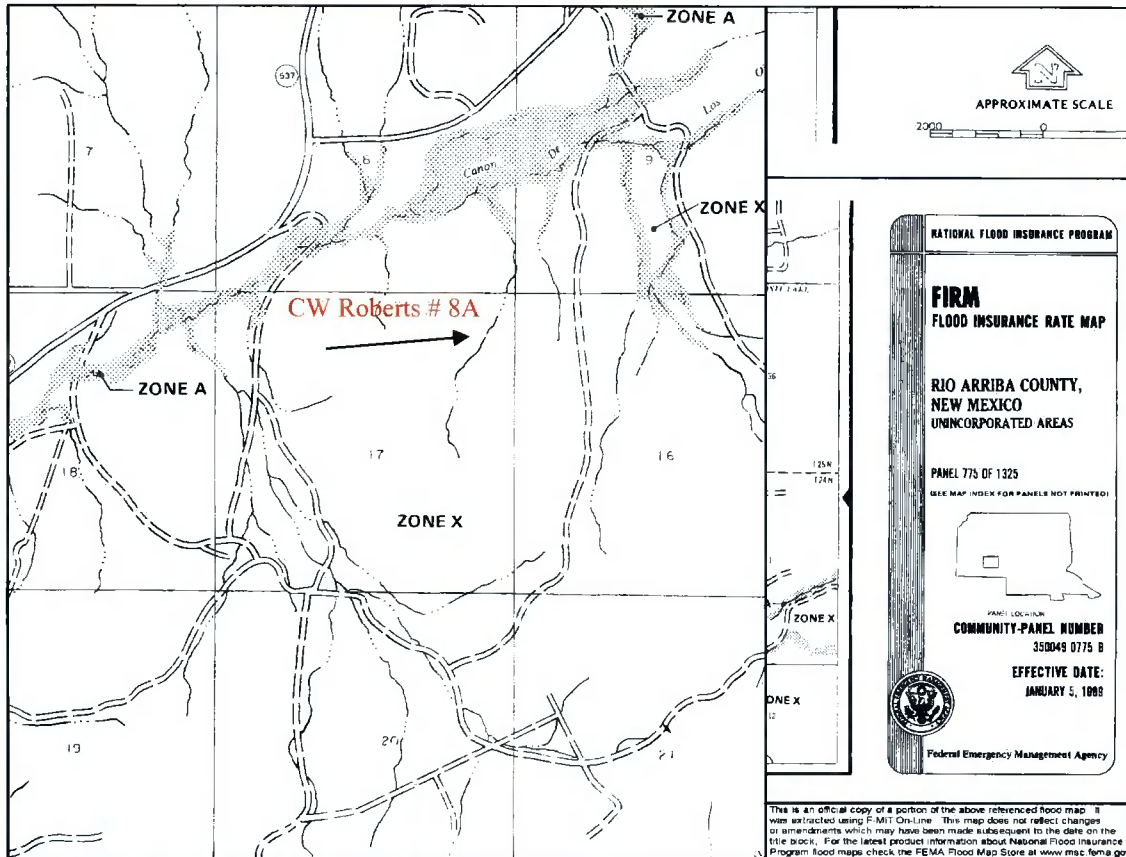 ZONE A
537
7
8
Canon De Los O
9
ZONE X
CW Roberts # 8A
ZONE A
18
17
16
ZONE X
19
20
21
APPROXIMATE SCALE
2000 0
T25N
T24N
ZONE X
ONE X
12
NATIONAL FLOOD INSURANCE PROGRAM
FIRM
FLOOD INSURANCE RATE MAP
RIO ARRIBA COUNTY,
NEW MEXICO
UNINCORPORATED AREAS
PANEL 775 OF 1325
(SEE MAP INDEX FOR PANELS NOT PRINTED)
PANEL LOCATION
COMMUNITY-PANEL NUMBER
350049 0775 B
EFFECTIVE DATE:
JANUARY 5, 1989
Federal Emergency Management Agency
This is an official copy of a portion of the above referenced flood map. It
was extracted using F-MIT On-Line. This map does not reflect changes
or amendments which may have been made subsequent to the date on the
title block. For the latest product information about National Flood Insurance
Program flood maps check the FEMA Flood Map Store at www.msc.fema.gov